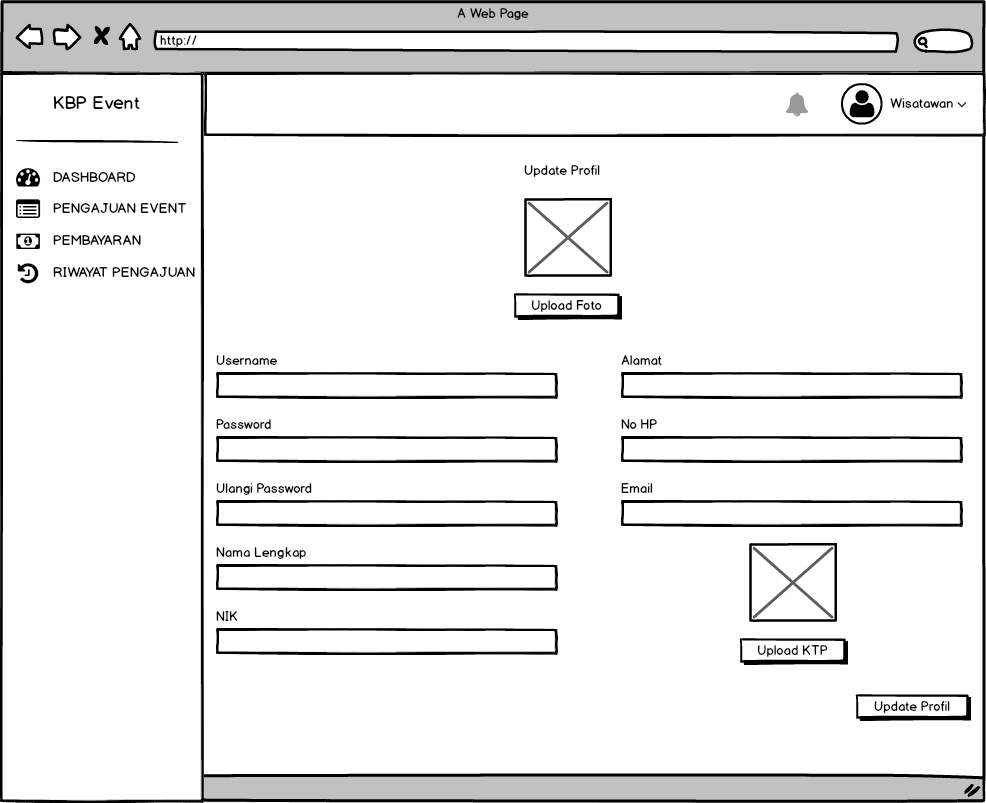 A Web Page
http://
KBP Event
Wisatawan
DASHBOARD
PENGAJUAN EVENT
PEMBAYARAN
RIWAYAT PENGAJUAN
Update Profil
Upload Foto
Username
Password
Ulangi Password
Nama Lengkap
NIK
Alamat
No HP
Email
Upload KTP
Update Profil